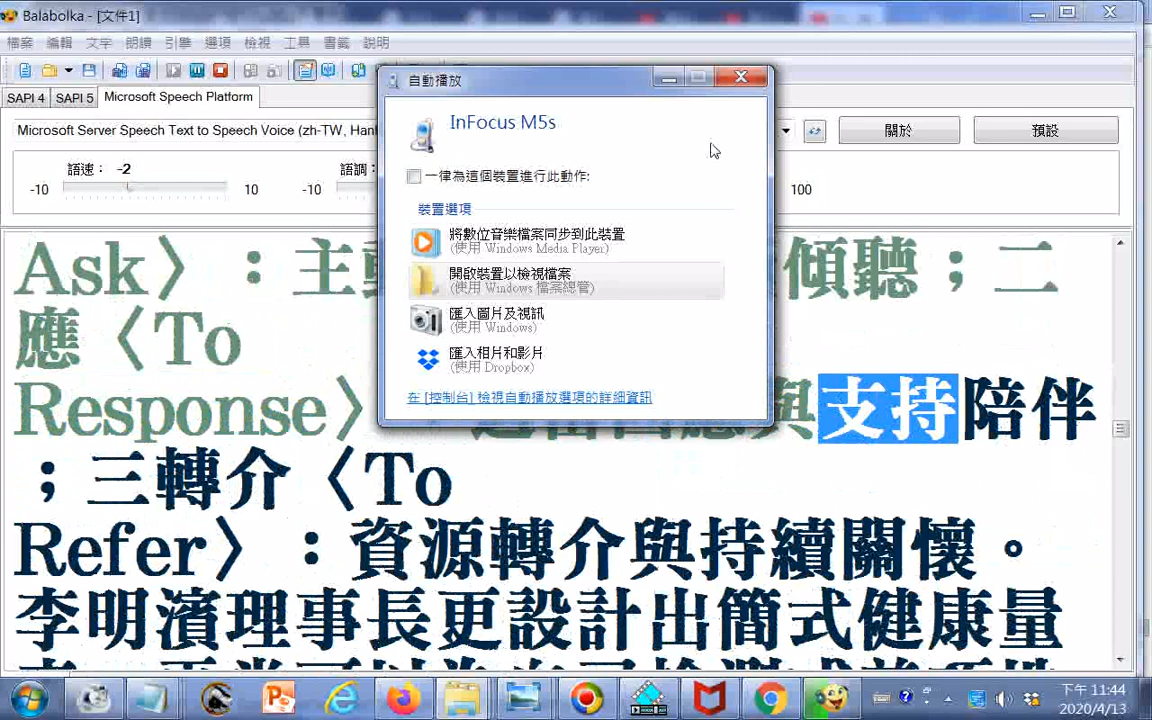 Balabolka - [文件1]
檔案 編輯 文字 朗讀 引擎 選項 檢視 工具 書籤 說明
SAPI 4 SAPI 5 Microsoft Speech Platform
Microsoft Server Speech Text to Speech Voice (zh-TW, Han
關於 預設
語速： -2 語調：
-10 10 -10 100
自動播放
InFocus M5s
一律為這個裝置進行此動作:
裝置選項
將數位音樂檔案同步到此裝置
(使用 Windows Media Player)
開啟裝置以檢視檔案
(使用 Windows 檔案總管)
匯入圖片及視訊
(使用 Windows)
匯入相片和影片
(使用 Dropbox)
在 [控制台] 檢視自動播放選項的詳細資訊
Ask〉：主 傾聽；二
應〈To
Response〉 與支持陪伴
；三轉介〈To
Refer〉：資源轉介與持續關懷。
李明濱理事長更設計出簡式健康量
下午 11:44
2020/4/13